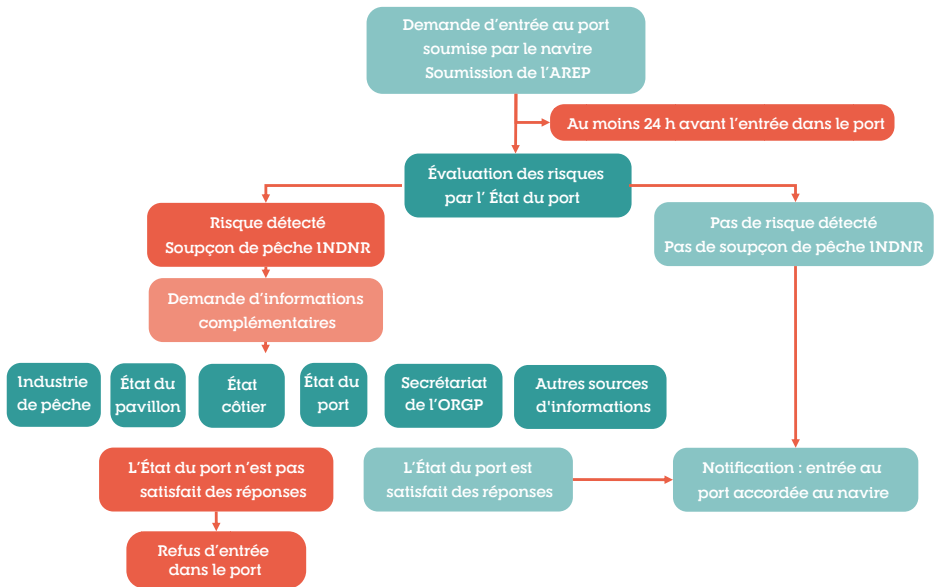 Demande d'entrée au port
soumise par le navire
Soumission de l'AREP
Au moins 24 h avant l'entrée dans le port
Évaluation des risques
par l' État du port
Risque détecté
Soupçon de pêche INDNR
Pas de risque détecté
Pas de soupçon de pêche INDNR
Demande d'informations
complémentaires
Industrie
de pêche
État du
pavillon
État
côtier
État du
port
Secrétariat
de l'ORGP
Autres sources
d'informations
L'État du port n'est pas
satisfait des réponses
L'État du port est
satisfait des réponses
Notification : entrée au
port accordée au navire
Refus d'entrée
dans le port